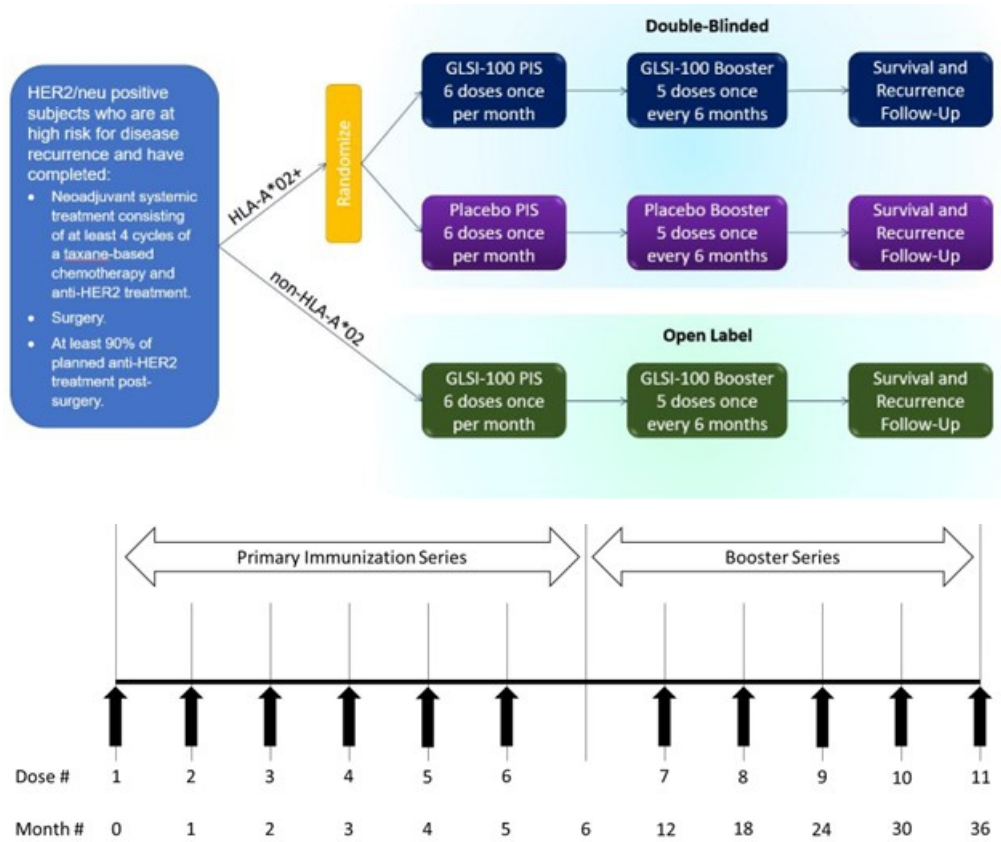 HER2/neu positive
subjects who are at
high risk for disease
recurrence and have
completed:
• Neoadjuvant systemic
treatment consisting
of at least 4 cycles of
a taxane-based
chemotherapy and
anti-HER2 treatment.
• Surgery.
• At least 90% of
planned anti-HER2
treatment post-
surgery.
HLA-A*02+
non-HLA-A*02
Randomize
Double-Blinded
GLSI-100 PIS
6 doses once
per month
GLSI-100 Booster
5 doses once
every 6 months
Survival and
Recurrence
Follow-Up
Placebo PIS
6 doses once
per month
Placebo Booster
5 doses once
every 6 months
Survival and
Recurrence
Follow-Up
Open Label
GLSI-100 PIS
6 doses once
per month
GLSI-100 Booster
5 doses once
every 6 months
Survival and
Recurrence
Follow-Up
Primary Immunization Series
Booster Series
Dose # 1 2 3 4 5 6 7 8 9 10 11
Month # 0 1 2 3 4 5 6 12 18 24 30 36